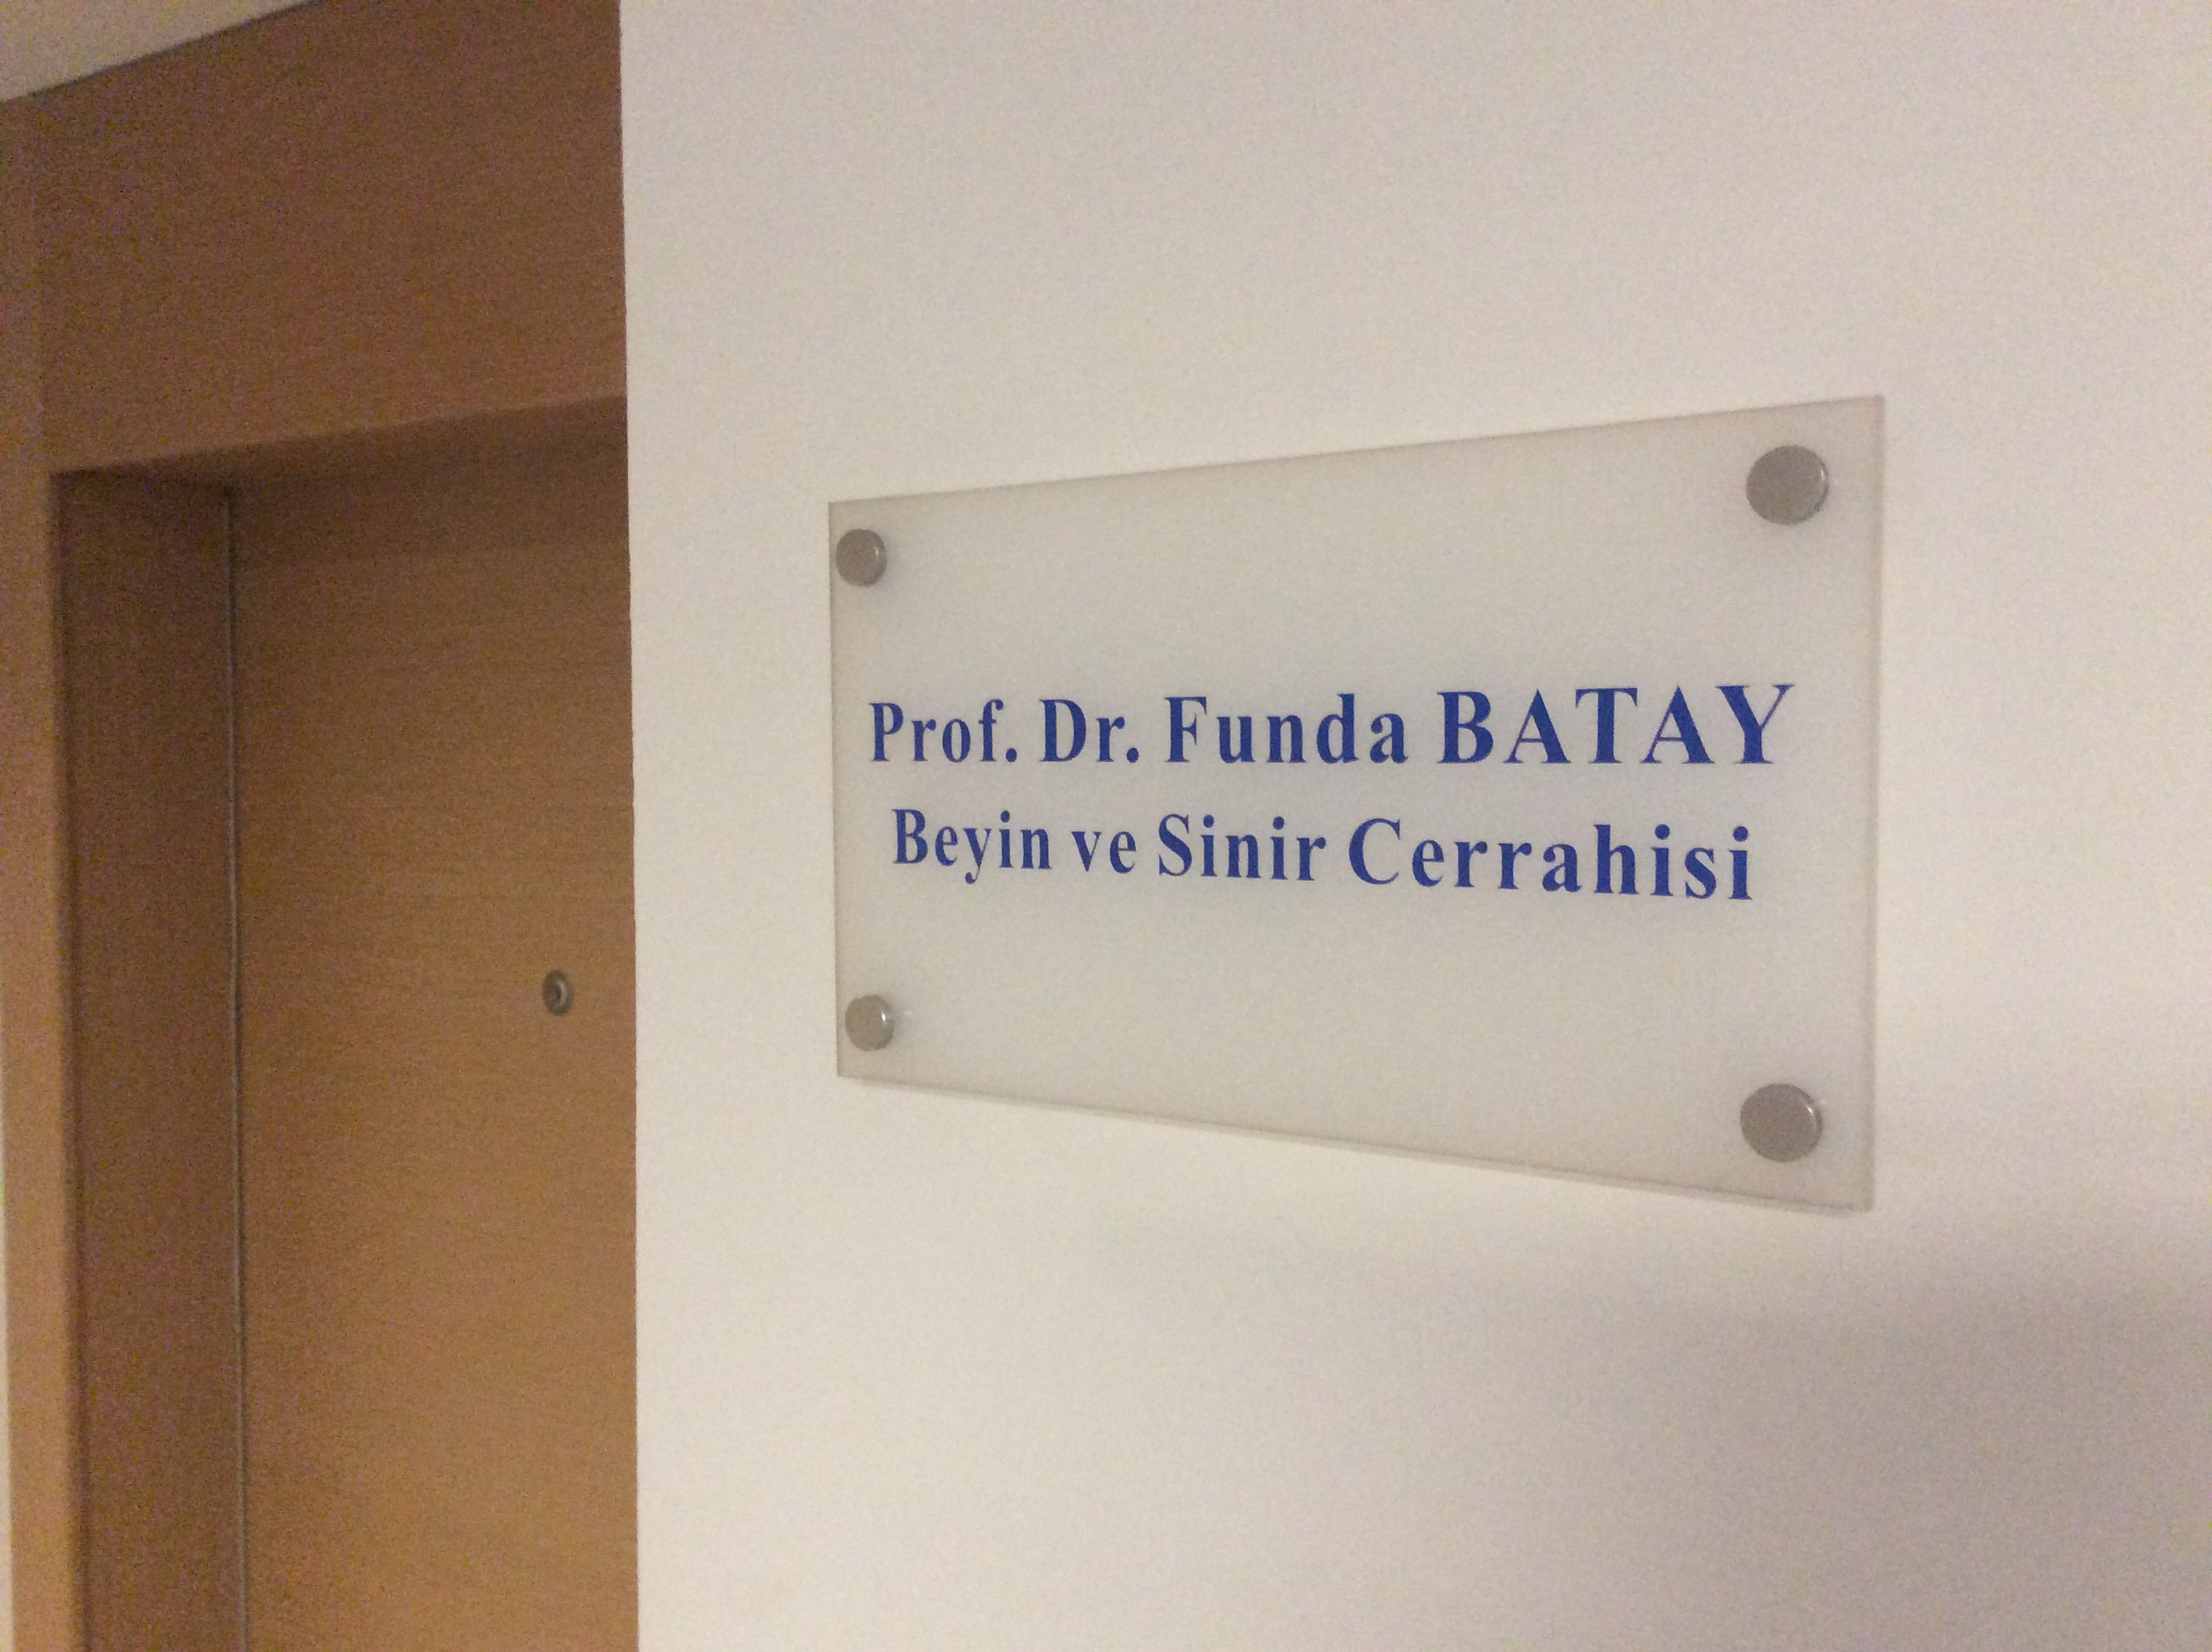 Prof. Dr. Funda BATAY
Beyin ve Sinir Cerrahisi